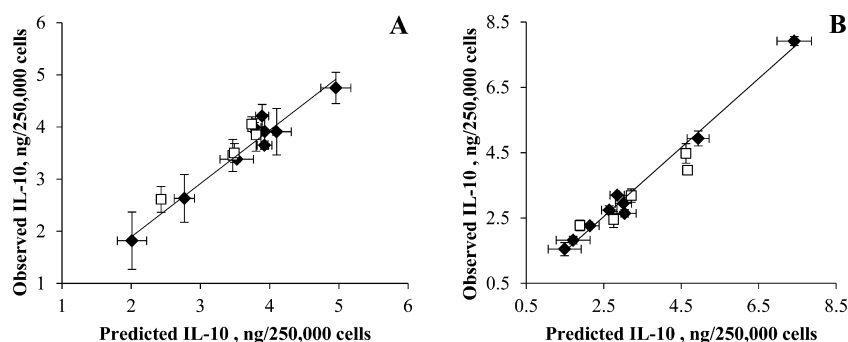 A
Observed IL-10, ng/250,000 cells
6
5
4
3
2
1
1 2 3 4 5 6
Predicted IL-10 , ng/250,000 cells
B
Observed IL-10 , ng/250,000 cells
8.5
6.5
4.5
2.5
0.5
0.5 2.5 4.5 6.5 8.5
Predicted IL-10 , ng/250,000 cells